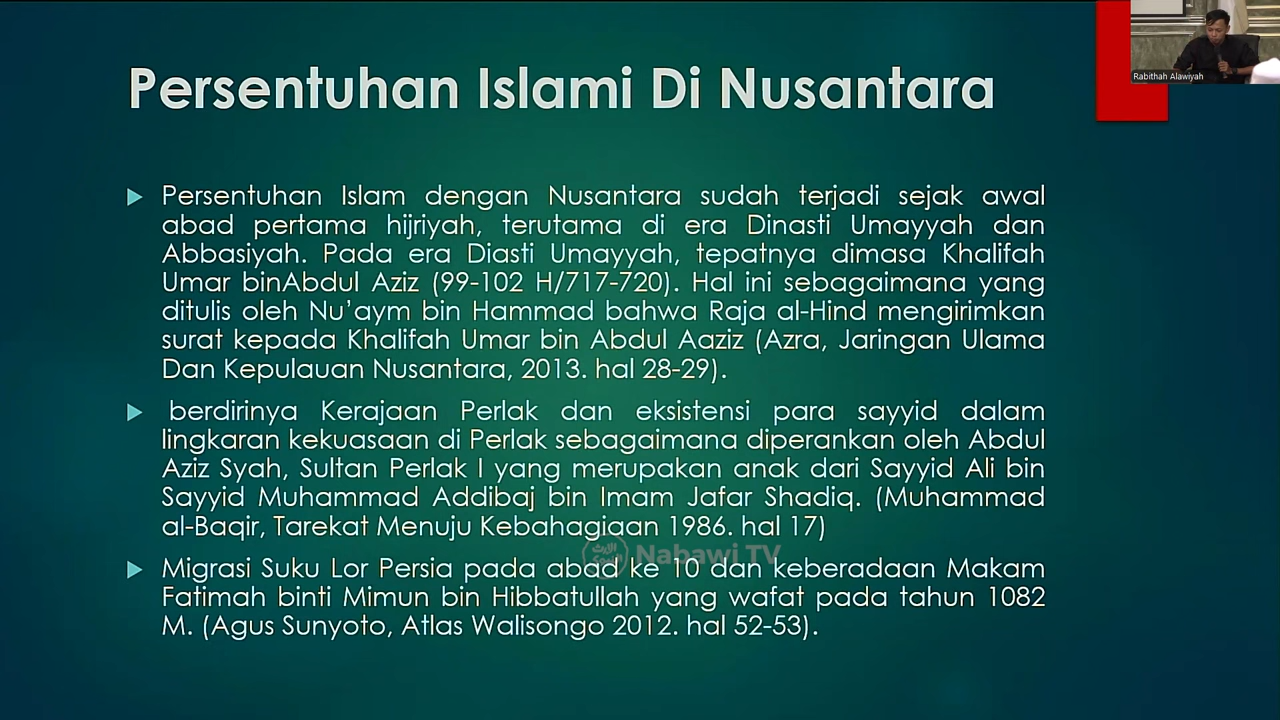 Persentuhan Islami Di Nusantara
Rabithah Alawiyah
Persentuhan Islam dengan Nusantara sudah terjadi sejak awal
abad pertama hijriyah, terutama di era Dinasti Umayyah dan
Abbasiyah. Pada era Diasti Umayyah, tepatnya dimasa Khalifah
Umar binAbdul Aziz (99-102 H/717-720). Hal ini sebagaimana yang
ditulis oleh Nu’aym bin Hammad bahwa Raja al-Hind mengirimkan
surat kepada Khalifah Umar bin Abdul Aaziz (Azra, Jaringan Ulama
Dan Kepulauan Nusantara, 2013. hal 28-29).
berdirinya Kerajaan Perlak dan eksistensi para sayyid dalam
lingkaran kekuasaan di Perlak sebagaimana diperankan oleh Abdul
Aziz Syah, Sultan Perlak I yang merupakan anak dari Sayyid Ali bin
Sayyid Muhammad Addibaj bin Imam Jafar Shadiq. (Muhammad
al-Baqir, Tarekat Menuju Kebahagiaan 1986. hal 17)
Nabawi TV
Migrasi Suku Lor Persia pada abad ke 10 dan keberadaan Makam
Fatimah binti Mimun bin Hibbatullah yang wafat pada tahun 1082
M. (Agus Sunyoto, Atlas Walisongo 2012. hal 52-53).